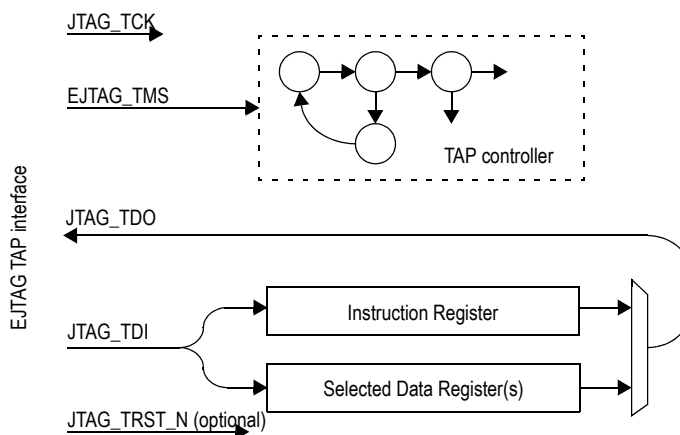 JTAG_TCK
EJTAG_TMS
TAP controller
EJTAG TAP interface
JTAG_TDO
Instruction Register
JTAG_TDI
Selected Data Register(s)
JTAG_TRST_N (optional)